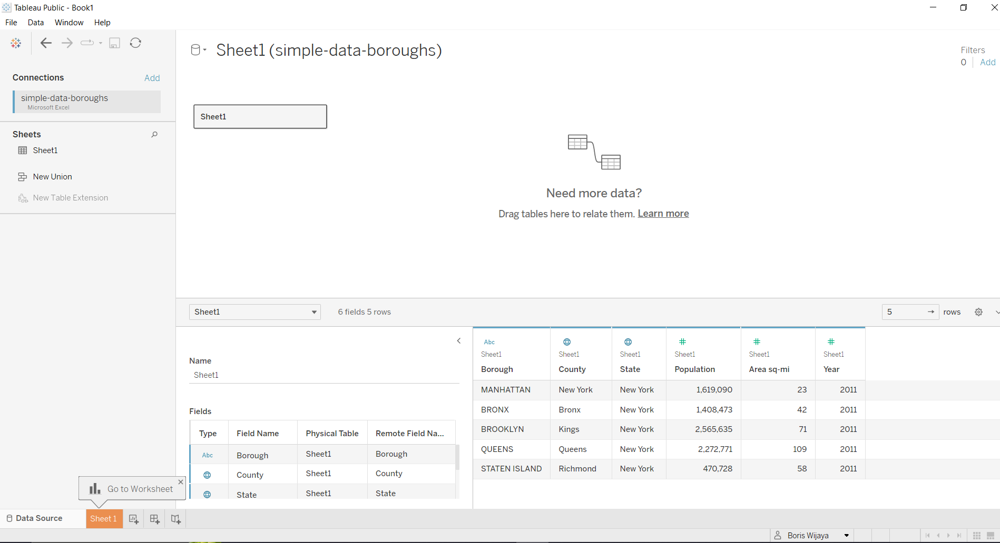 Tableau Public - Book1
File Data Window Help
Connections Add
simple-data-boroughs
Microsoft Excel
Sheets
Sheet1
New Union
New Table Extension
Sheet1 (simple-data-boroughs)
Filters
0 Add
Sheet1
Need more data?
Drag tables here to relate them. Learn more
Sheet1 6 fields 5 rows 5 rows
Name
Sheet1
Fields
Type Field Name Physical Table Remote Field Na...
Abc Borough Sheet1 Borough
County Sheet1 County
State Sheet1 State
Abc # # #
Sheet1 Sheet1 Sheet1 Sheet1 Sheet1 Sheet1
Borough County State Population Area sq-mi Year
MANHATTAN New York New York 1,619,090 23 2011
BRONX Bronx New York 1,408,473 42 2011
BROOKLYN Kings New York 2,565,635 71 2011
QUEENS Queens New York 2,272,771 109 2011
STATEN ISLAND Richmond New York 470,728 58 2011
Go to Worksheet
Data Source Sheet 1
Boris Wijaya